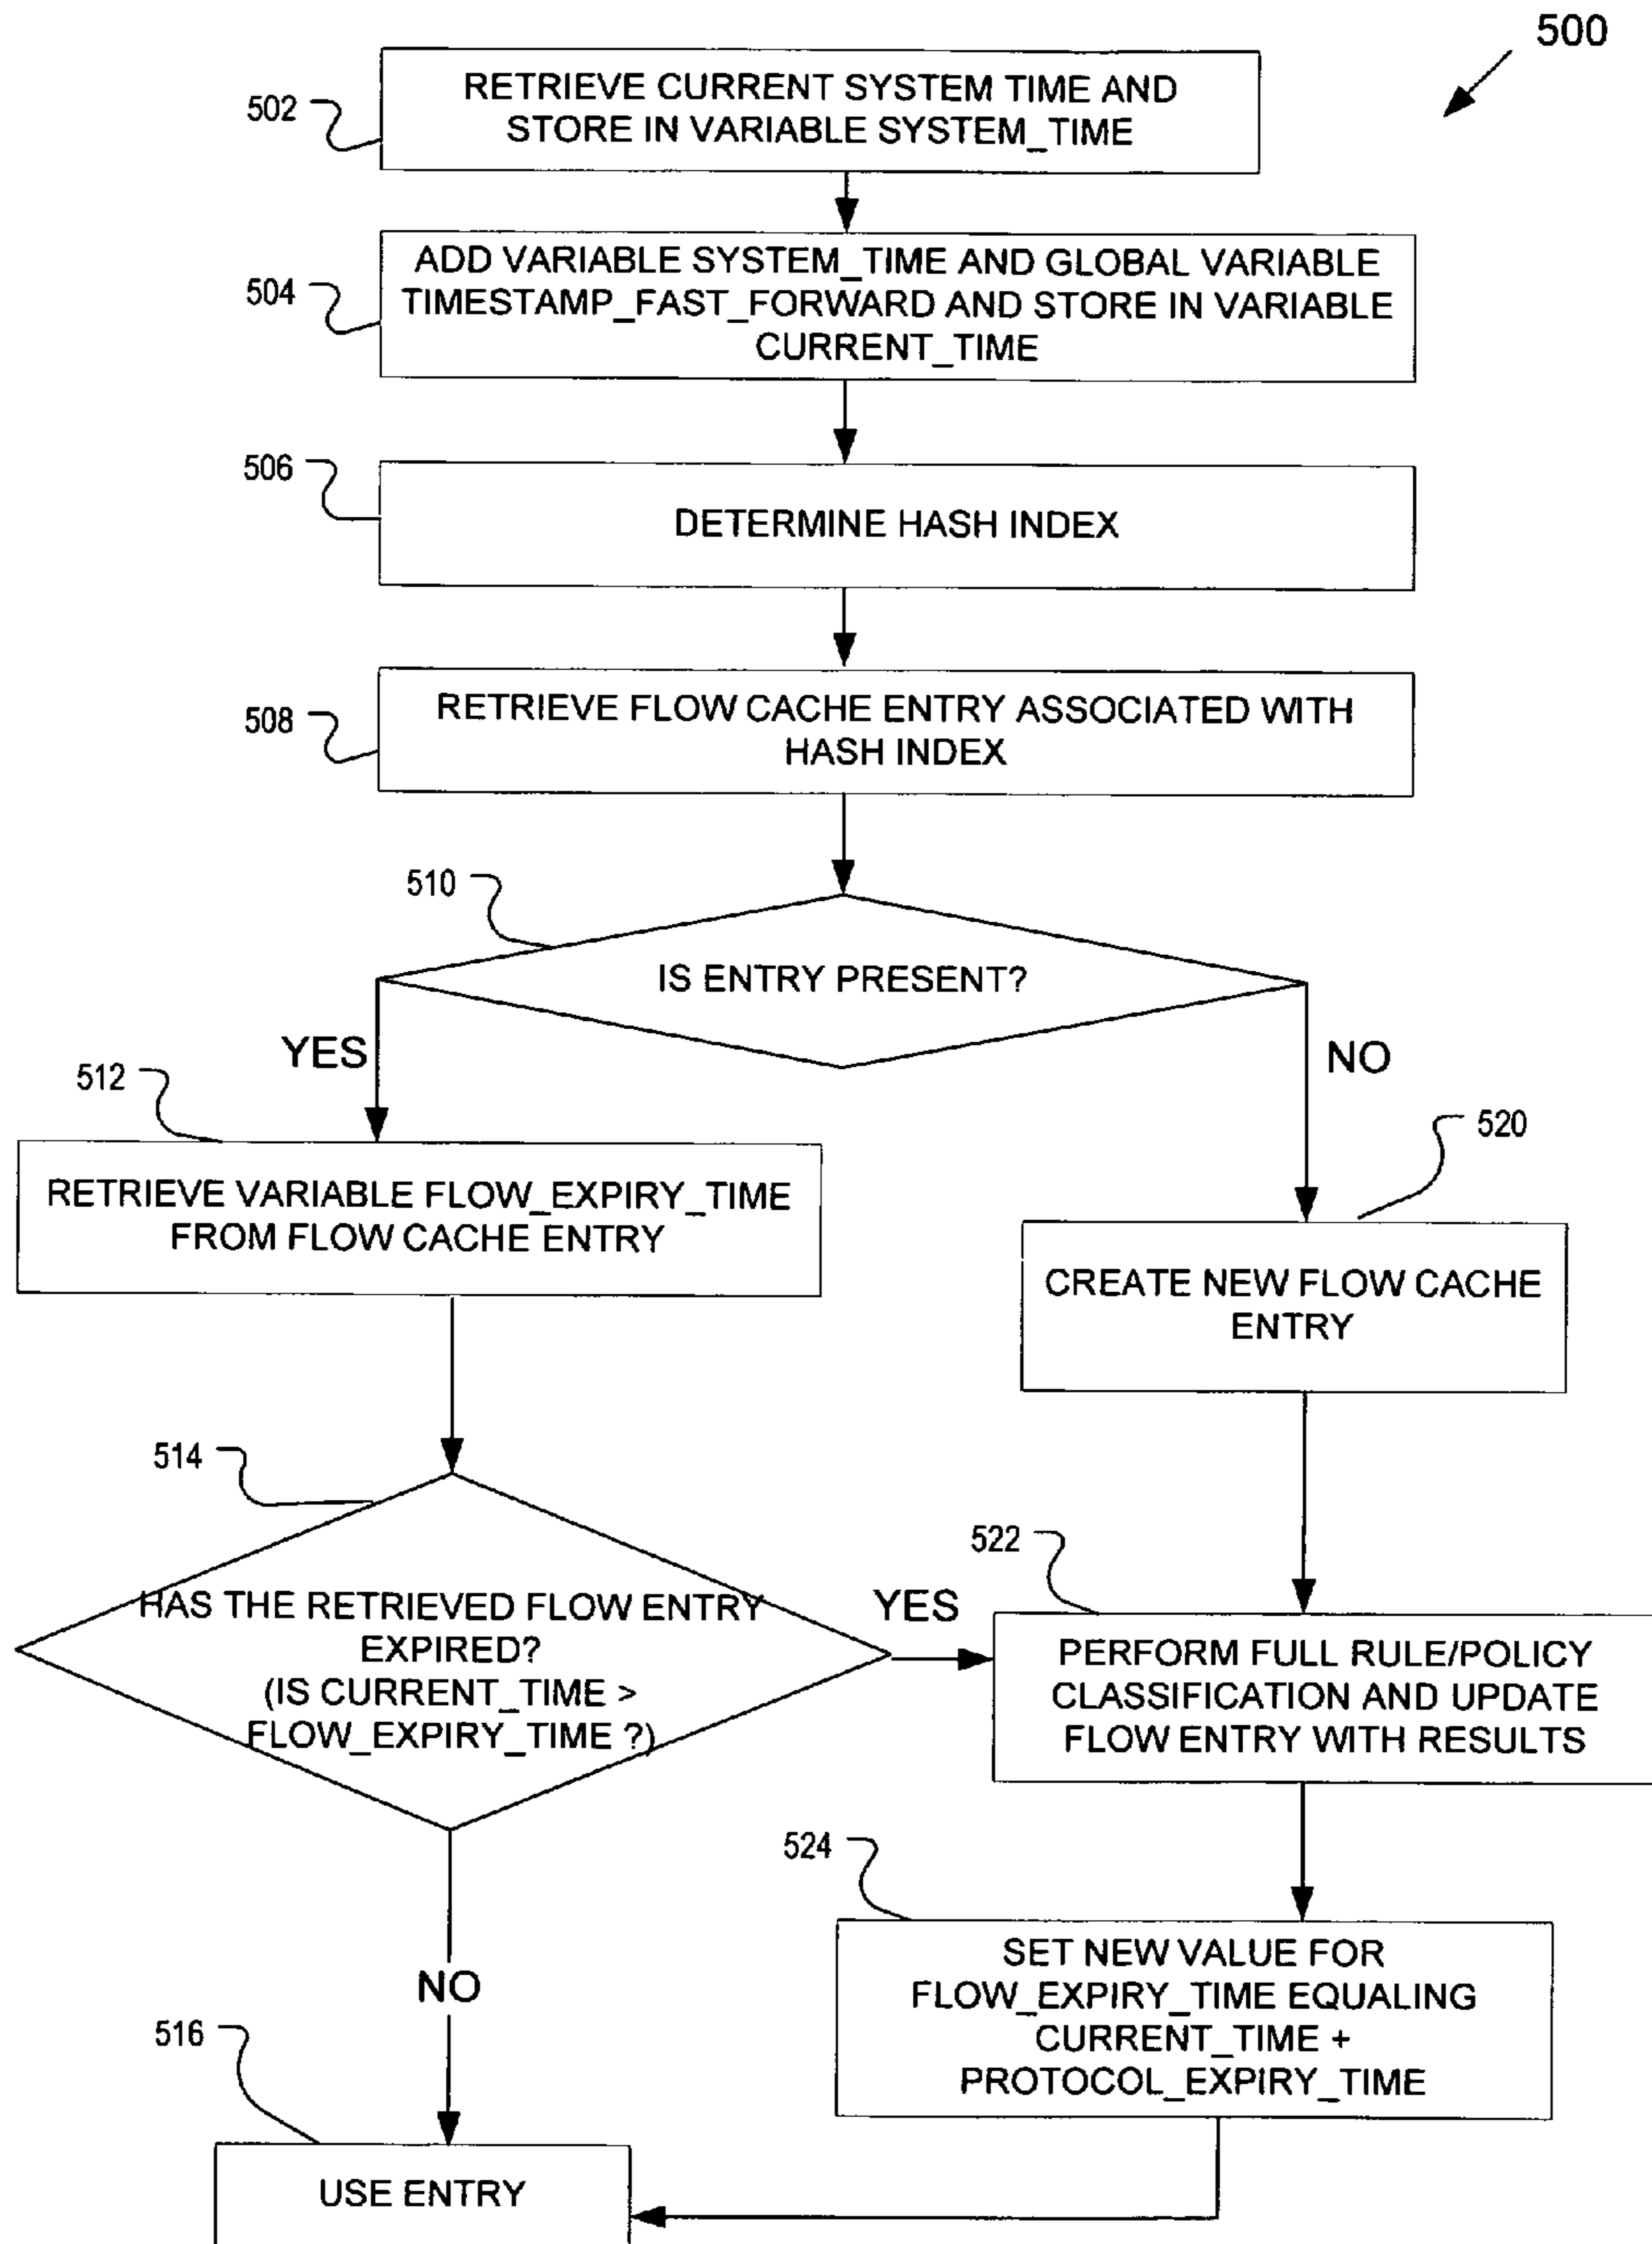 500
502
RETRIEVE CURRENT SYSTEM TIME AND
STORE IN VARIABLE SYSTEM_TIME
504
ADD VARIABLE SYSTEM_TIME AND GLOBAL VARIABLE
TIMESTAMP_FAST_FORWARD AND STORE IN VARIABLE
CURRENT_TIME
506
DETERMINE HASH INDEX
508
RETRIEVE FLOW CACHE ENTRY ASSOCIATED WITH
HASH INDEX
510
IS ENTRY PRESENT?
YES
NO
512
RETRIEVE VARIABLE FLOW_EXPIRY_TIME
FROM FLOW CACHE ENTRY
520
CREATE NEW FLOW CACHE
ENTRY
514
HAS THE RETRIEVED FLOW ENTRY
EXPIRED?
(IS CURRENT_TIME >
FLOW_EXPIRY_TIME ?)
YES
NO
522
PERFORM FULL RULE/POLICY
CLASSIFICATION AND UPDATE
FLOW ENTRY WITH RESULTS
524
SET NEW VALUE FOR
FLOW_EXPIRY_TIME EQUALING
CURRENT_TIME +
PROTOCOL_EXPIRY_TIME
516
USE ENTRY